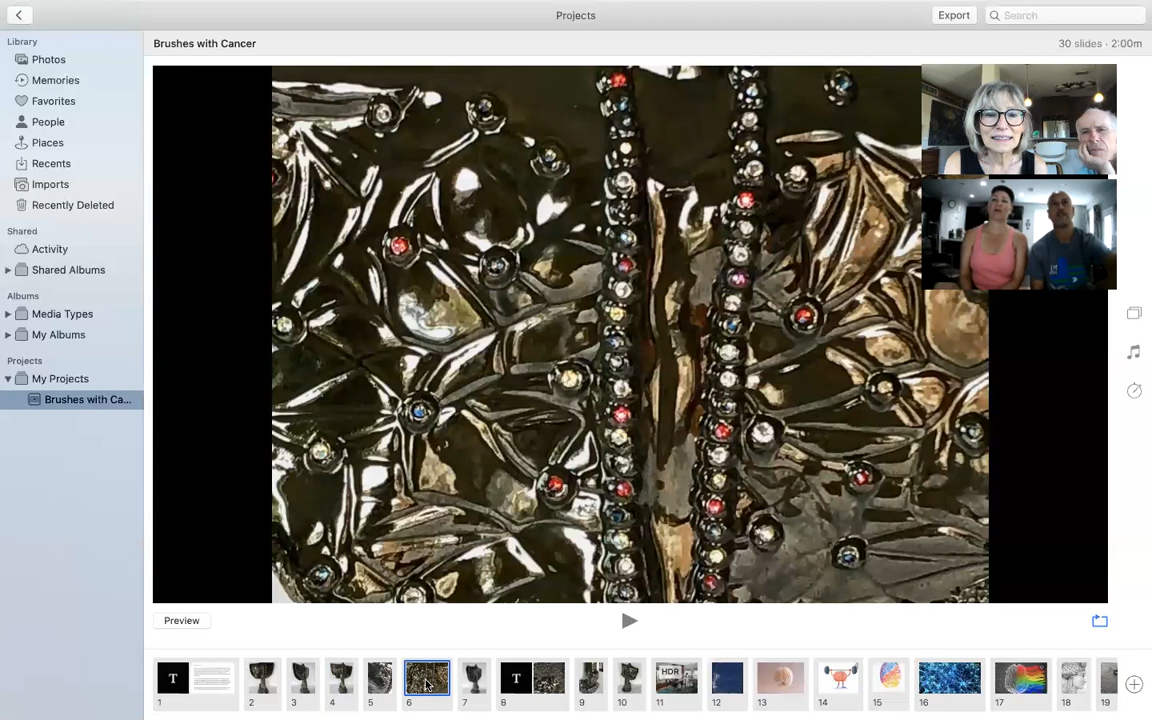 Projects
Export
Search
Library
Photos
Memories
Favorites
People
Places
Recents
Imports
Recently Deleted
Shared
Activity
Shared Albums
Albums
Media Types
My Albums
Projects
My Projects
Brushes with Ca...
Brushes with Cancer
30 slides · 2:00m
Preview
T
T
HDR
1
2
3
4
5
6
7
8
9
10
11
12
13
14
15
16
17
18
19